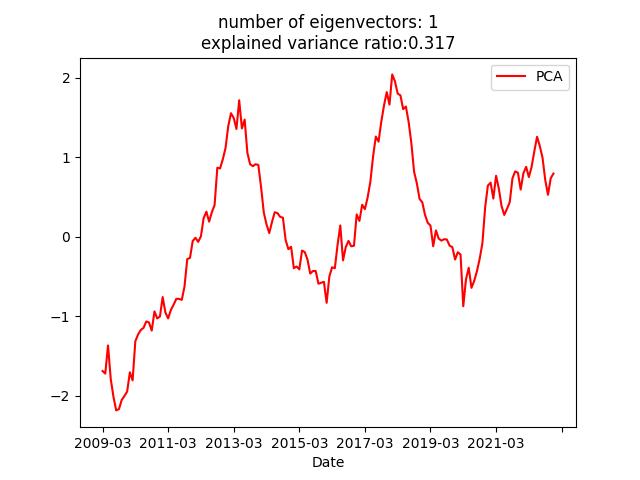 number of eigenvectors: 1
explained variance ratio:0.317
PCA
2
1
0
−1
−2
2009-03 2011-03 2013-03 2015-03 2017-03 2019-03 2021-03
Date